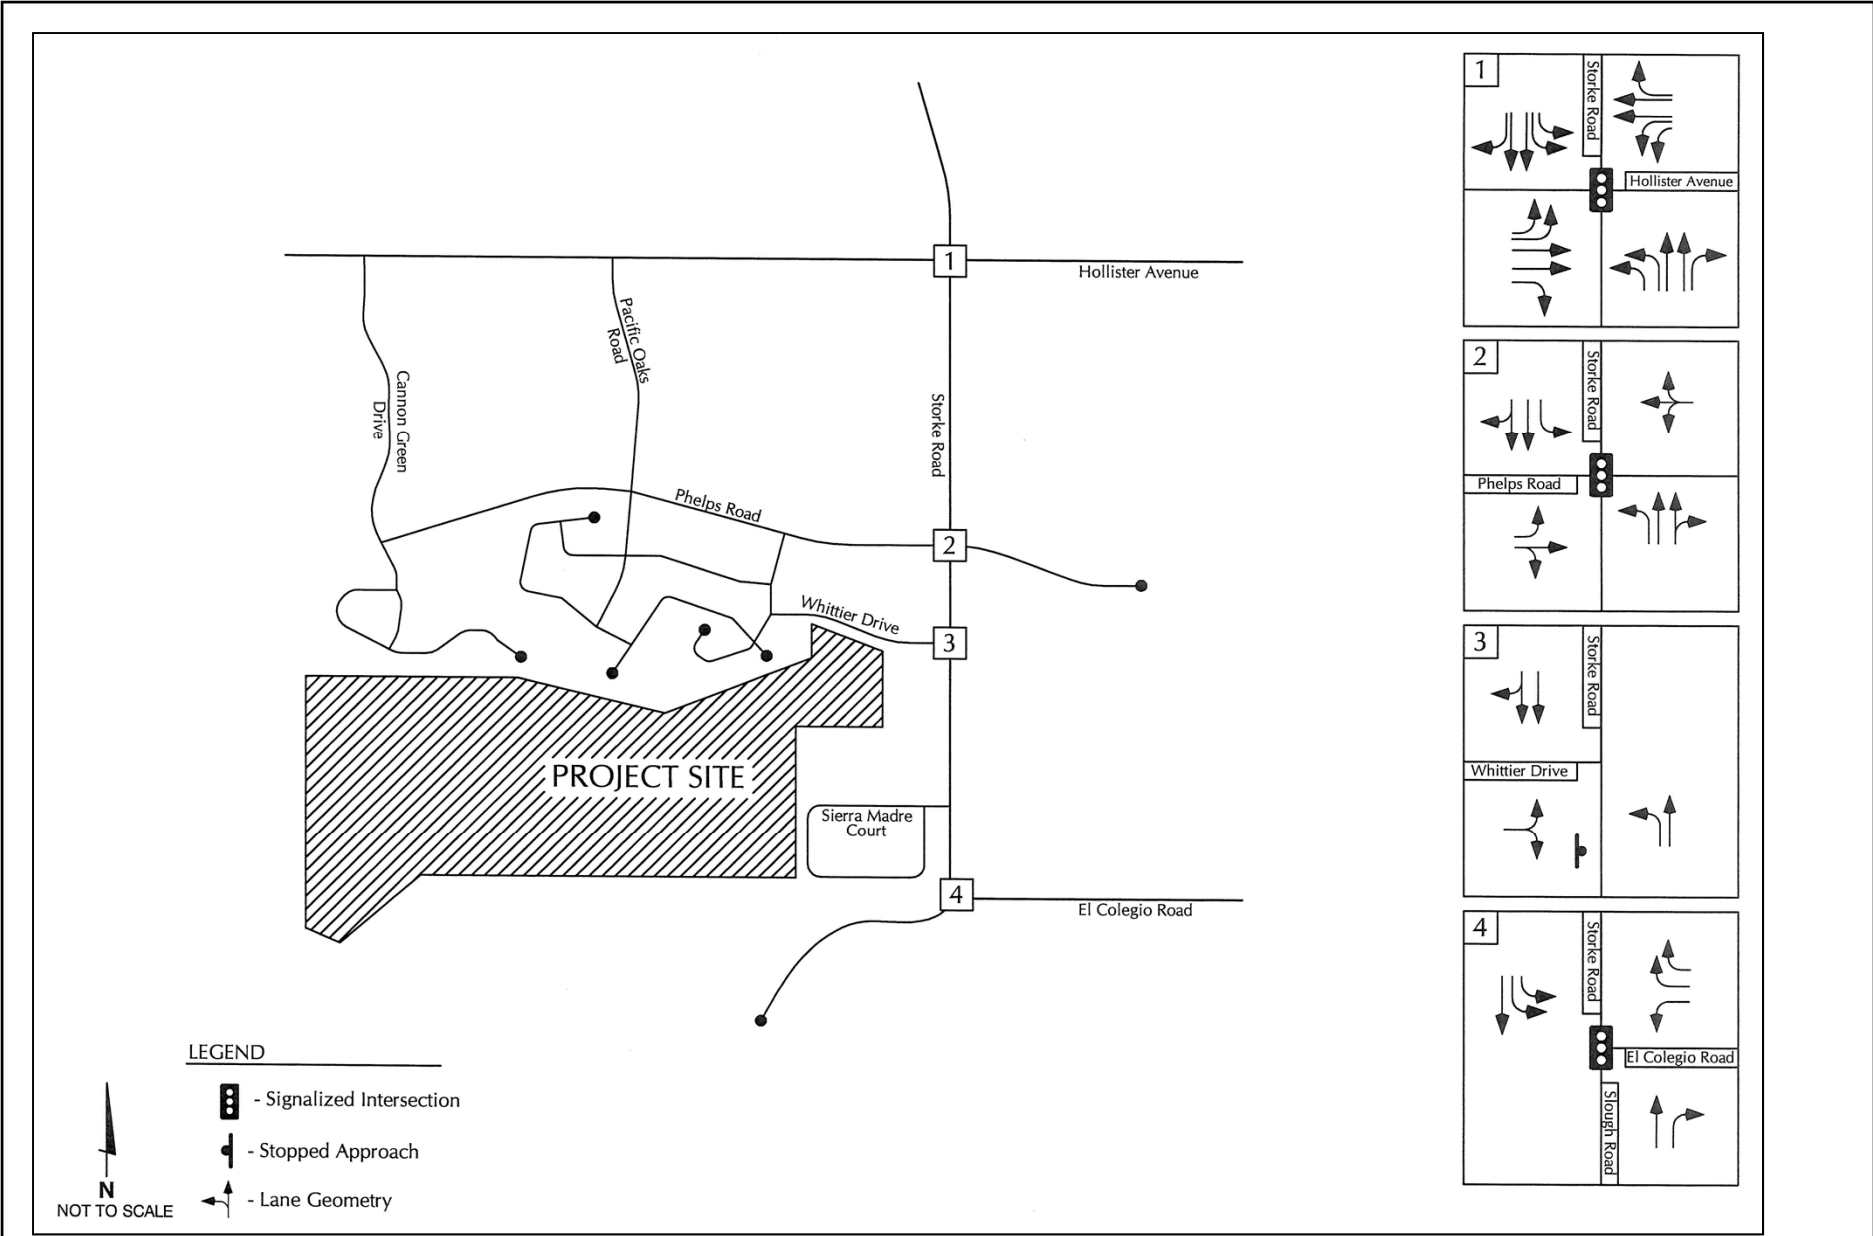 1
Hollister Avenue
Pacific Oaks
Road
Cannon Green
Drive
Storke Road
Phelps Road
2
Whittier Drive
3
PROJECT SITE
Sierra Madre
Court
4
El Colegio Road
LEGEND
- Signalized Intersection
- Stopped Approach
- Lane Geometry
N
NOT TO SCALE
1
Storke Road
Hollister Avenue
2
Storke Road
Phelps Road
3
Storke Road
Whittier Drive
4
Storke Road
El Colegio Road
Slough Road